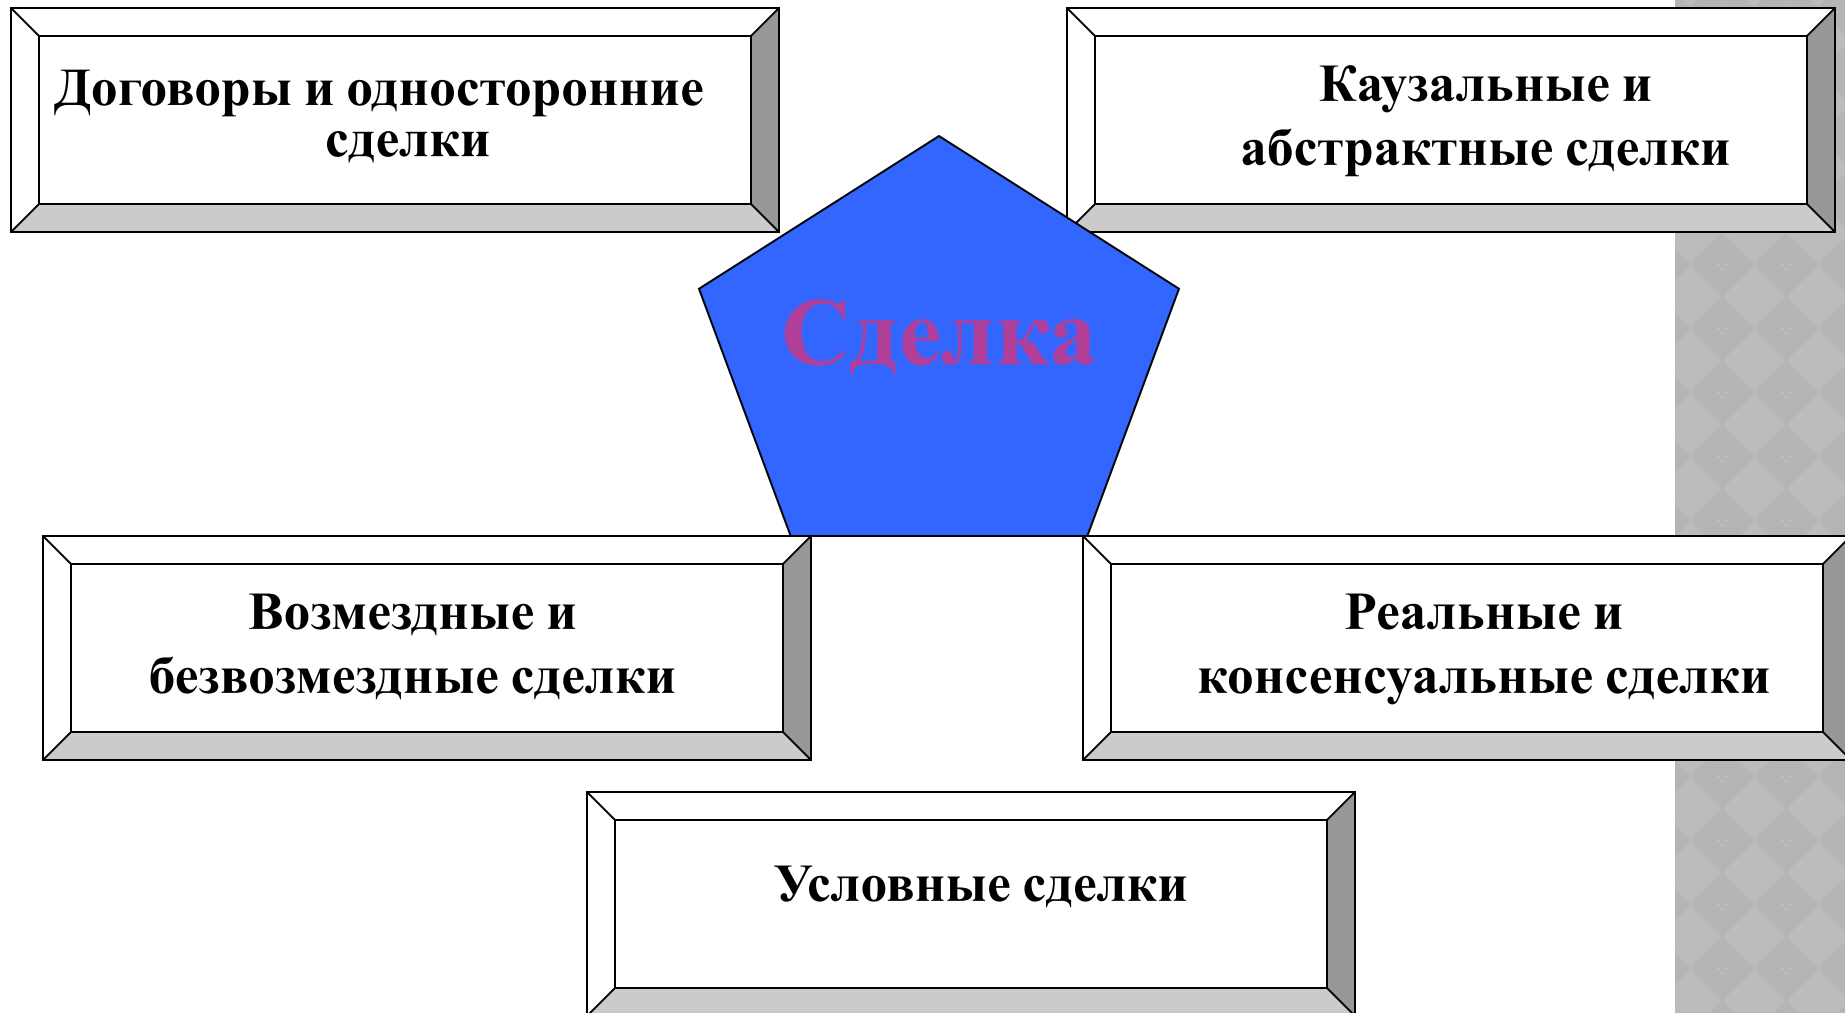 Договоры и односторонние
сделки
Каузальные и
абстрактные сделки
Сделка
Возмездные и
безвозмездные сделки
Реальные и
консенсуальные сделки
Условные сделки